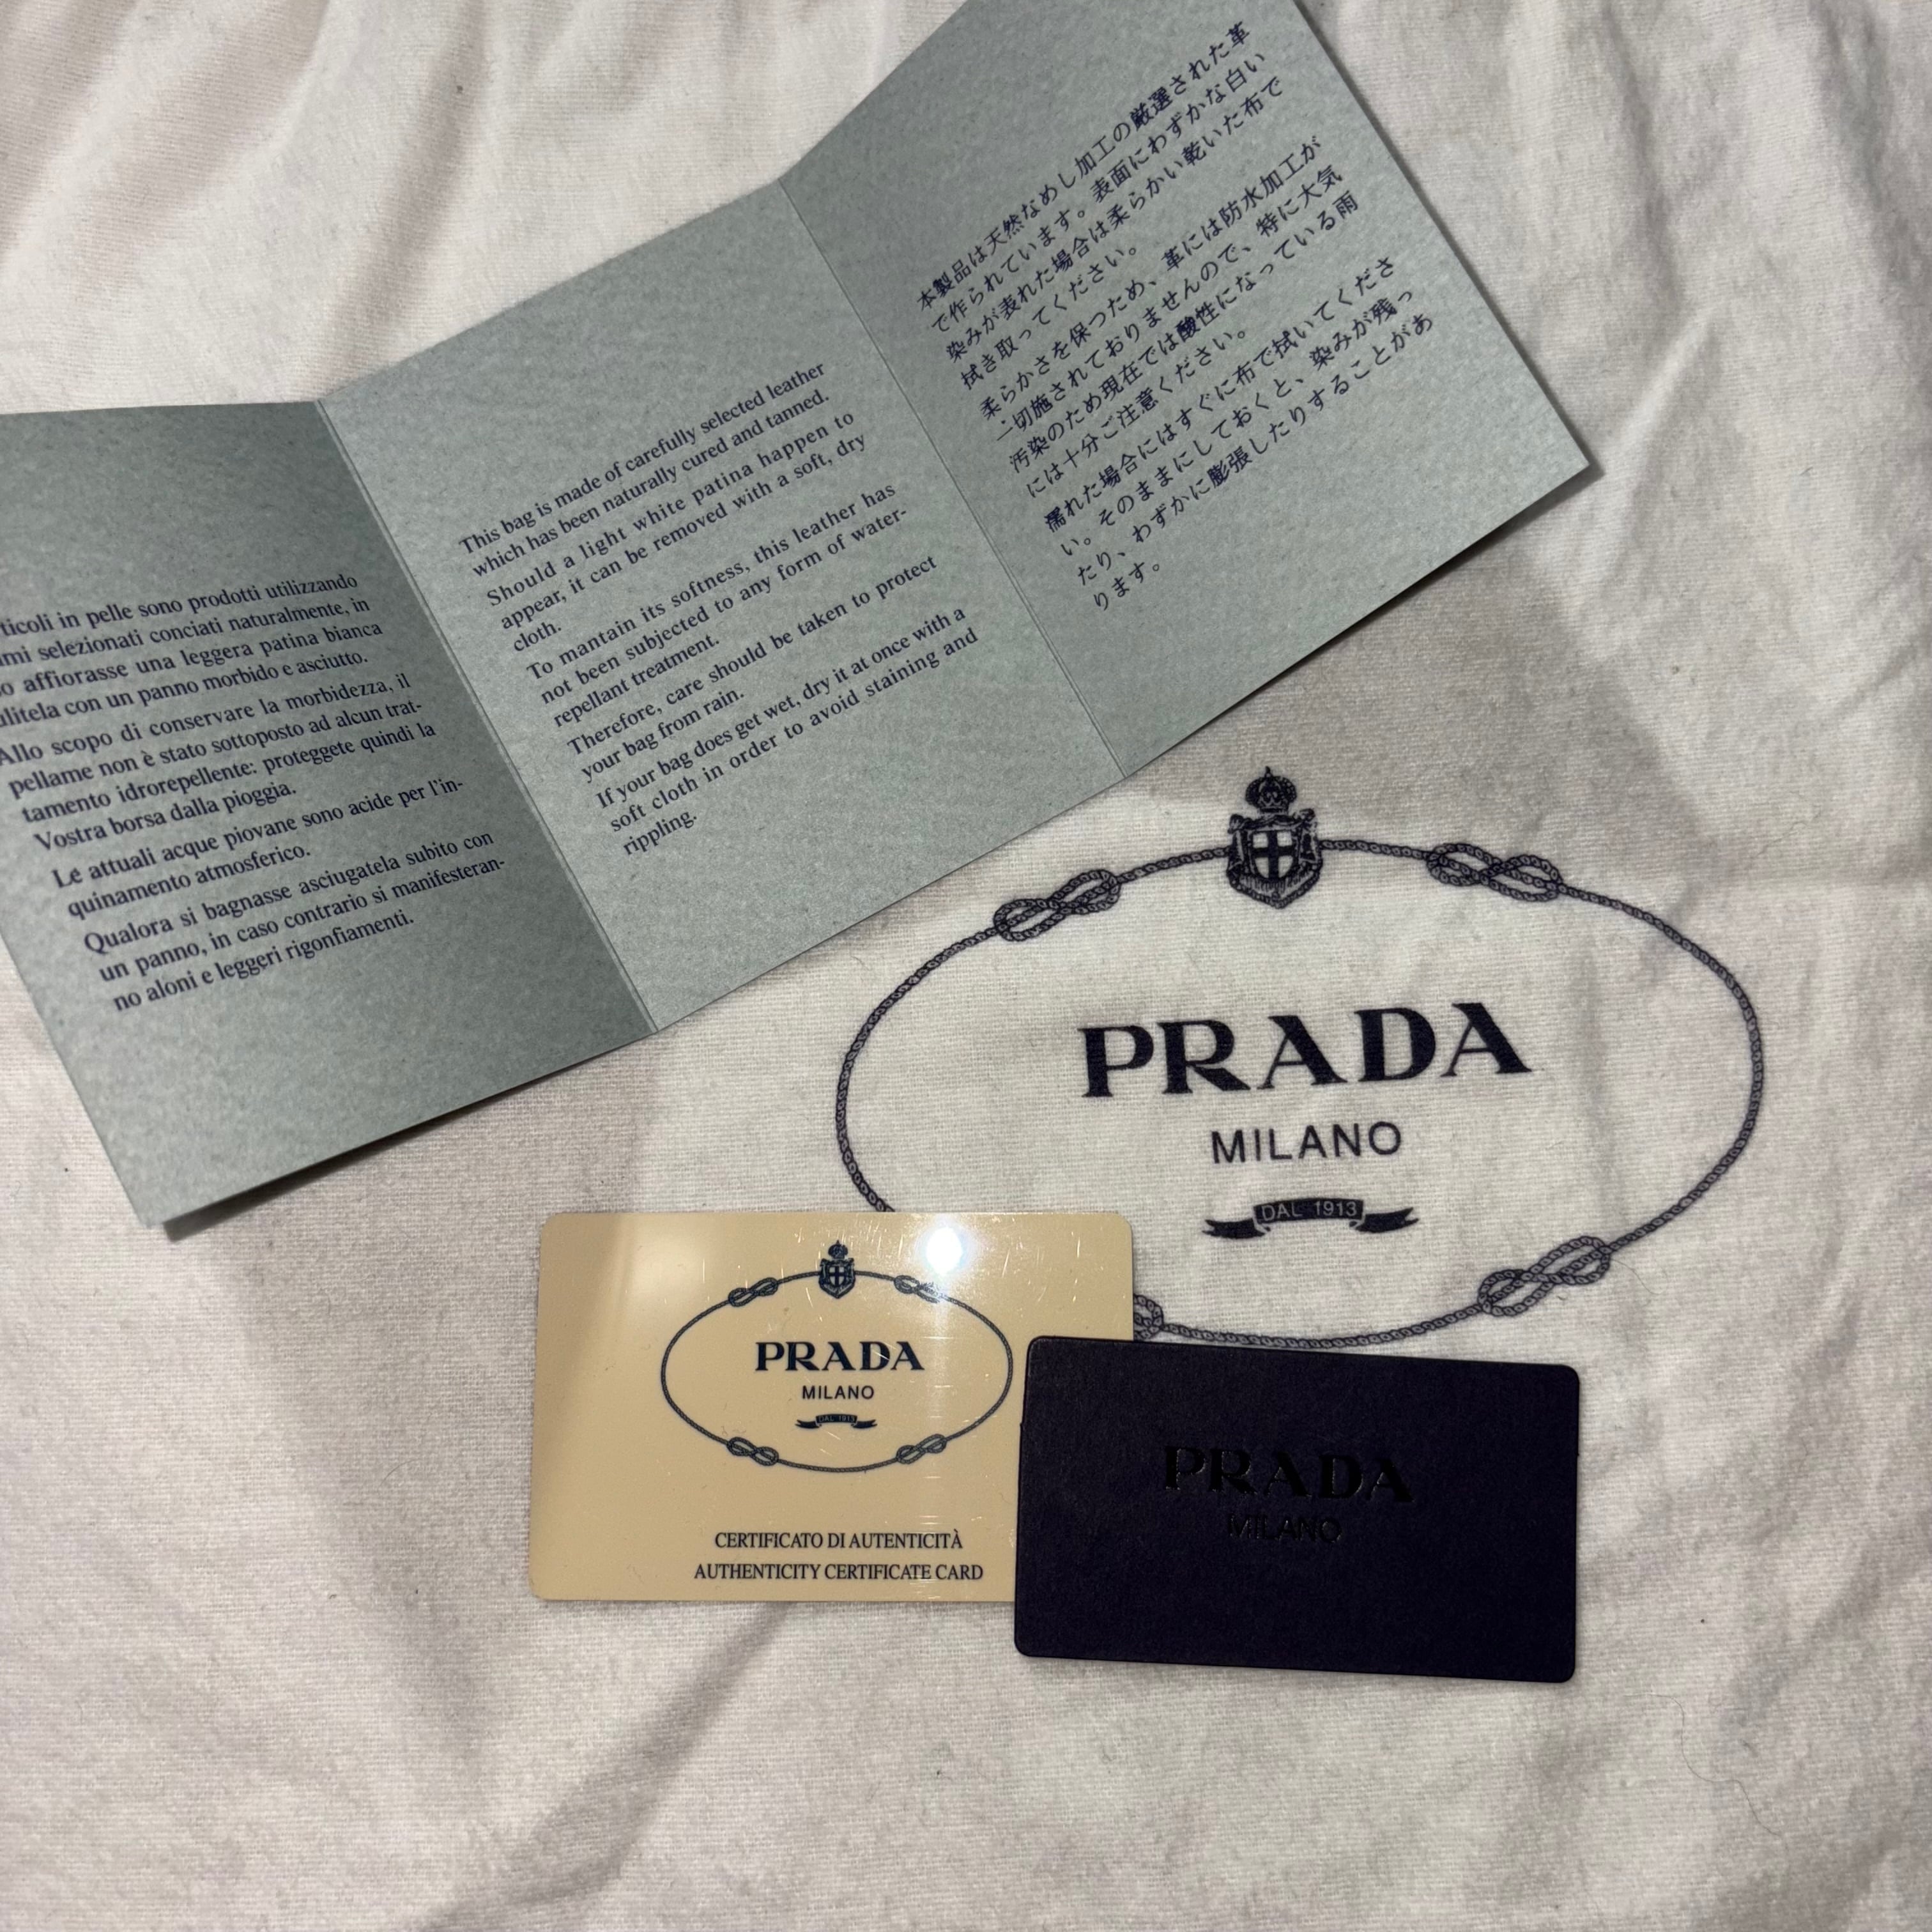 ticoli in pelle sono prodotti utilizzando
selezionati conciati naturalmente, in
affiorasse una leggera patina bianca
con un panno morbido e asciutto.
Allo scopo di conservare la morbidezza, il
pellame non è stato sottoposto ad alcun trat-
tamento idrorepellente: proteggete quindi la
Vostra borsa dalla pioggia.
Le attuali acque piovane sono acide per l'in-
quinamento atmosferico.
Qualora si bagnasse asciugatela subito con
un panno, in caso contrario si manifesteran-
no aloni e leggeri rigonfiamenti.
This bag is made of carefully selected leather
which has been naturally cured and tanned.
Should a light white patina happen to
appear, it can be removed with a soft, dry
cloth.
To mantain its softness, this leather has
not been subjected to any form of water-
repellant treatment.
Therefore, care should be taken to protect
your bag from rain.
If your bag does get wet, dry it at once with a
soft cloth in order to avoid staining and
rippling.
本製品は天然なめし加工の厳選された革
で作られています。表面にわずかな白い
染みが表れた場合は柔らかい乾いた布で
拭き取ってください。
柔らかさを保つため、革には防水加工が
一切施されておりませんので、特に大気
汚染のため現在では酸性になっている雨
には十分ご注意ください。
濡れた場合にはすぐに布で拭いてくださ
い。そのままにしておくと、染みが残っ
たり、わずかに膨張したりすることがあ
ります。
PRADA
MILANO
DAL 1913
PRADA
MILANO
DAL 1913
CERTIFICATO DI AUTENTICITÀ
AUTHENTICITY CERTIFICATE CARD
PRADA
MILANO